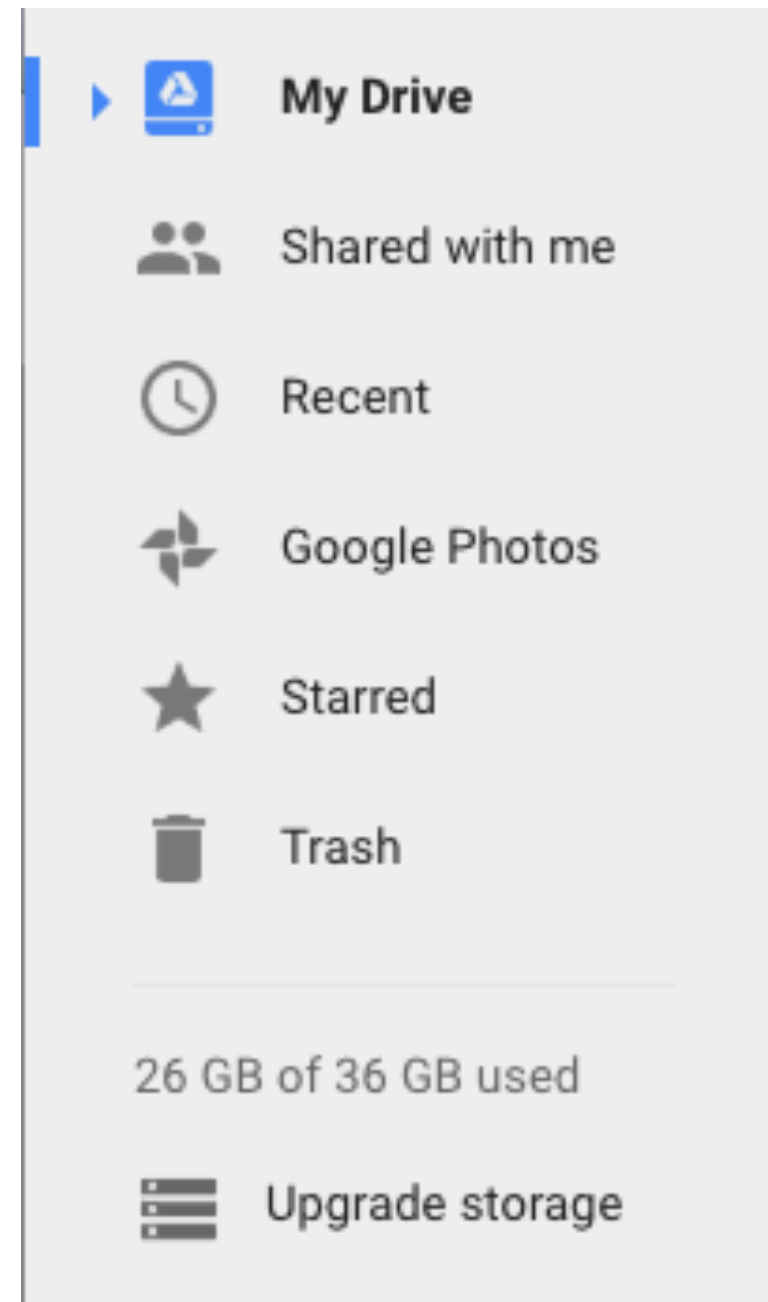 My Drive
Shared with me
Recent
Google Photos
Starred
Trash
26 GB of 36 GB used
Upgrade storage